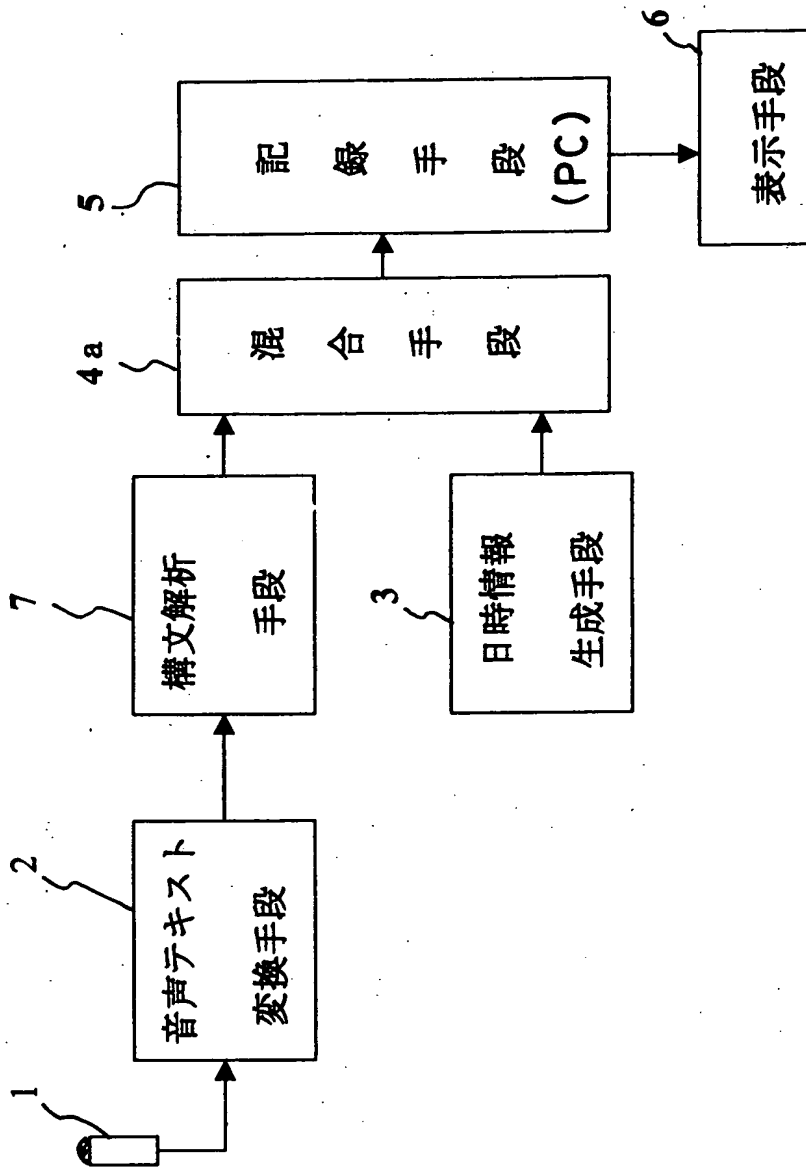 1
2
音声テキスト
変換手段
7
構文解析
手段
3
日時情報
生成手段
4a
混合手段
5
記録手段
(PC)
6
表示手段